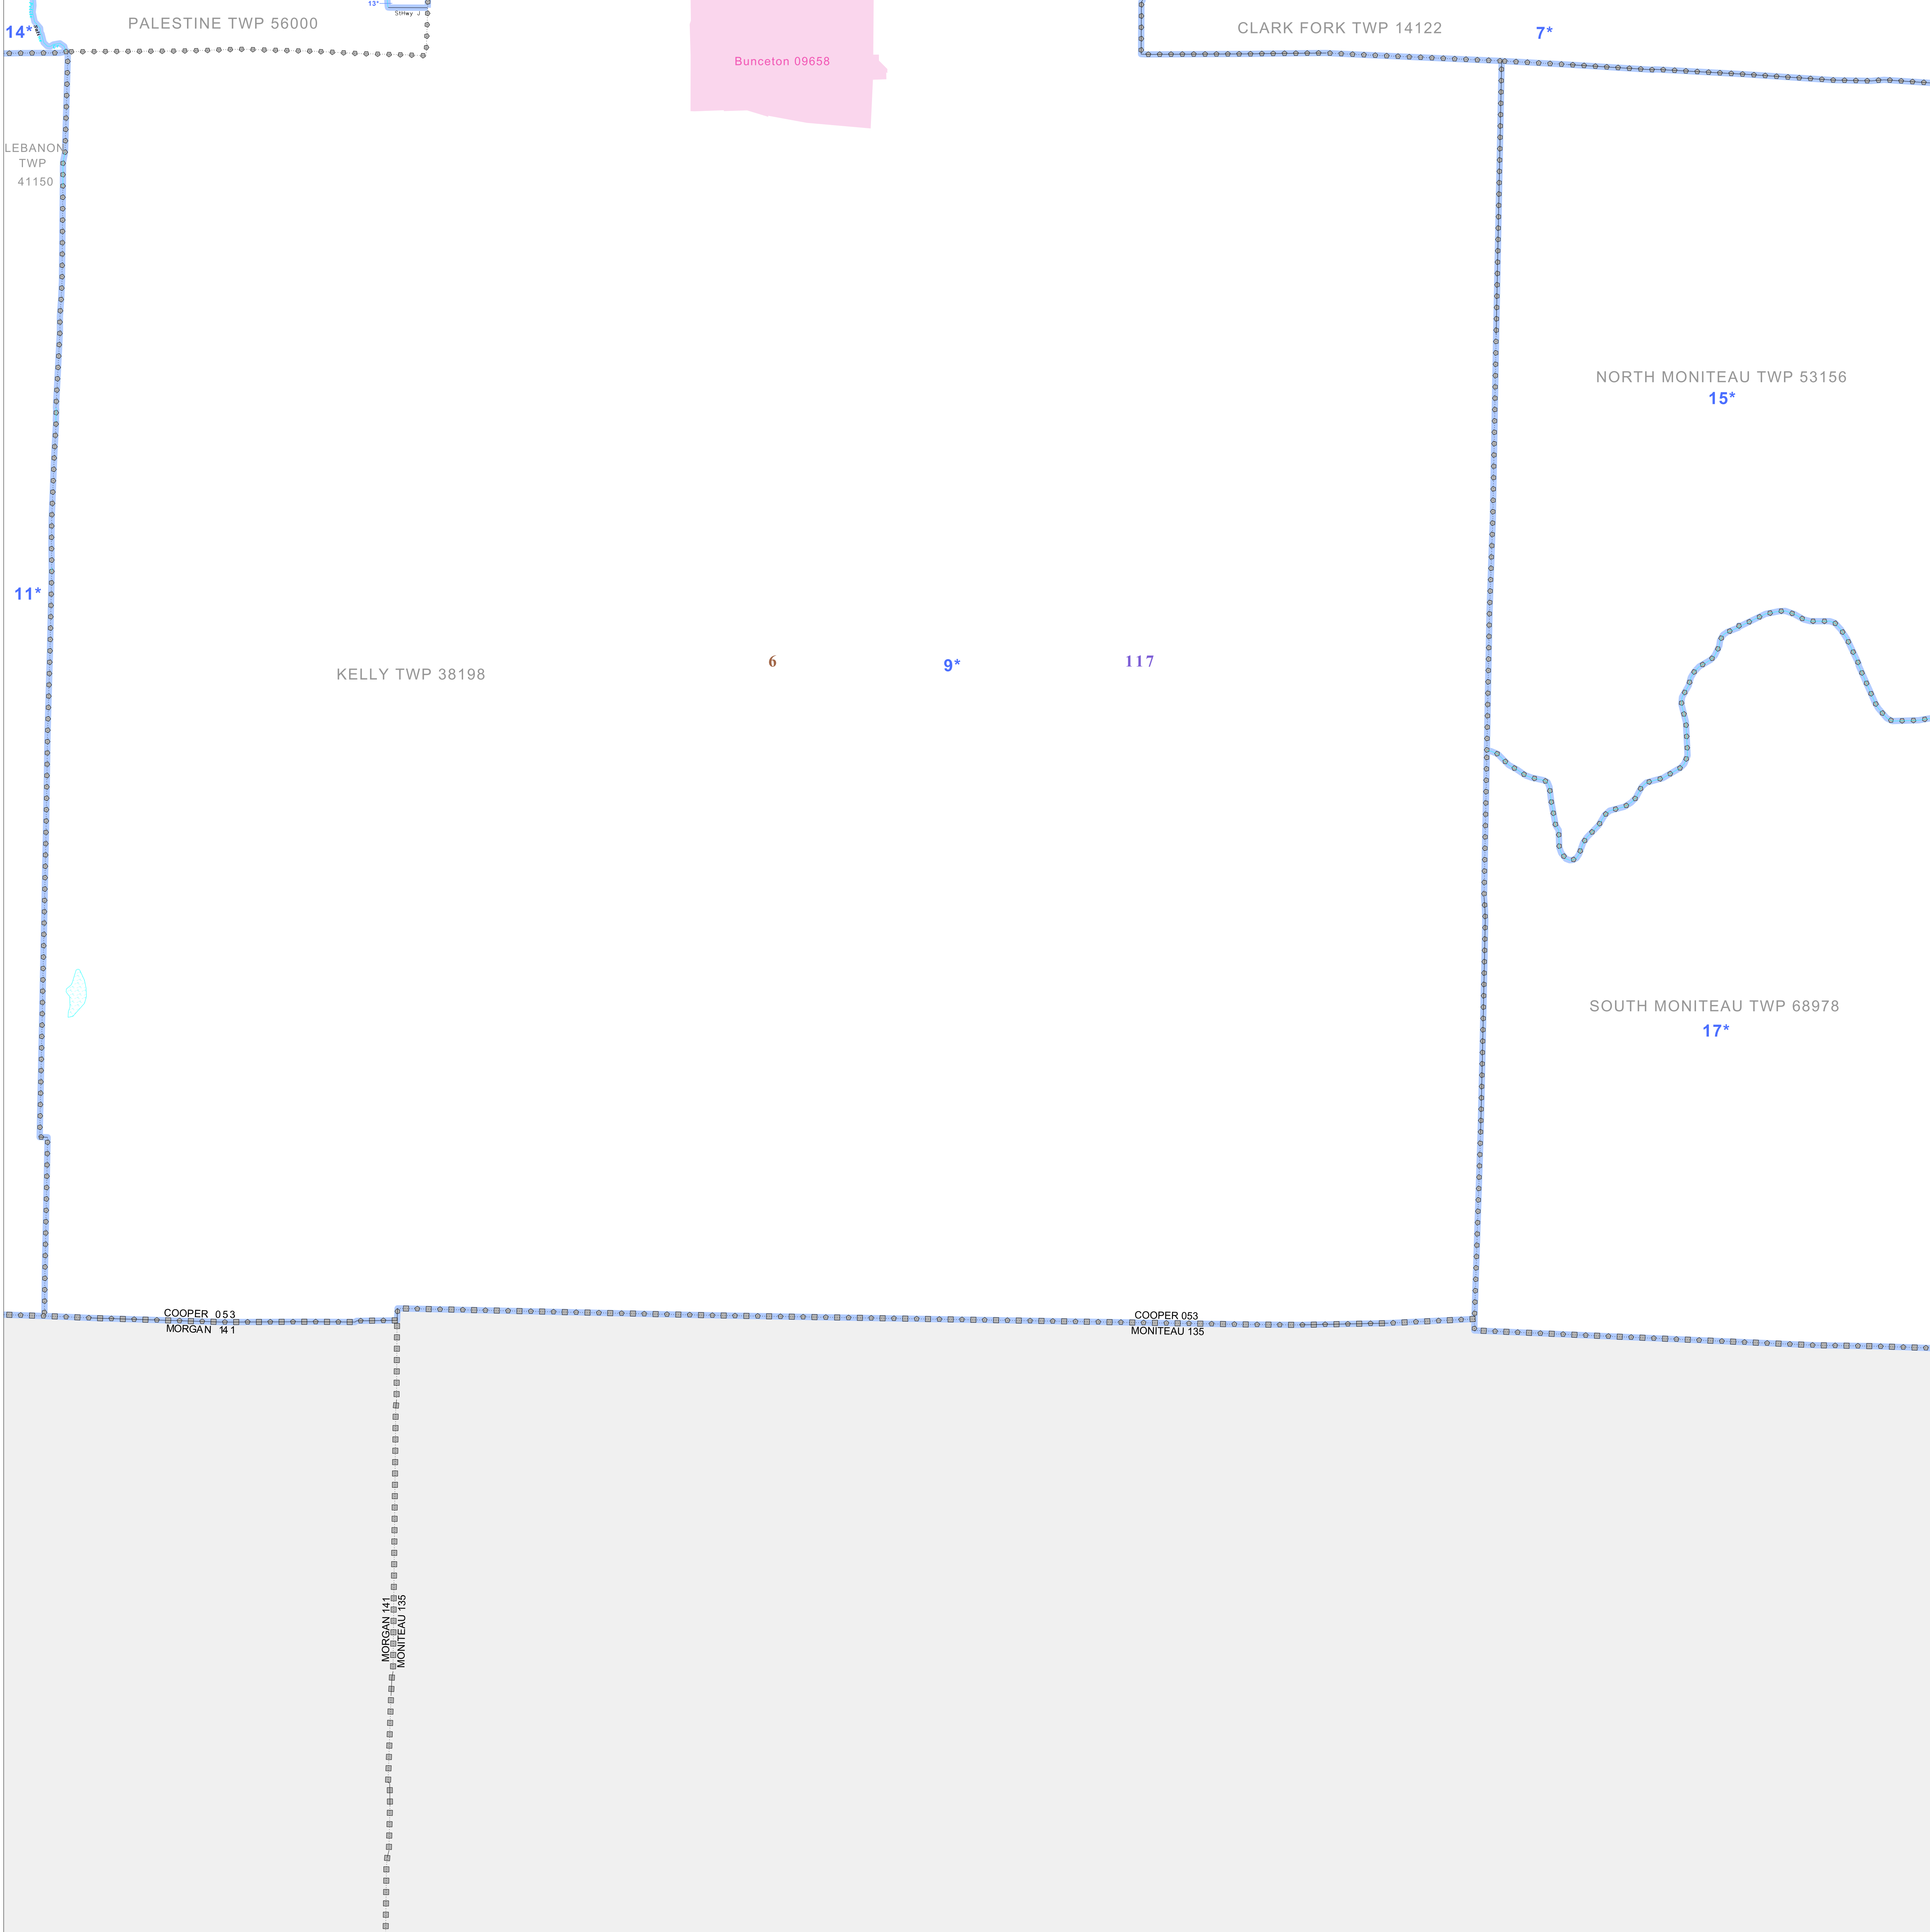 13*
StHwy J
PALESTINE TWP 56000
14*
CLARK FORK TWP 14122
7*
Bunceton 09658
LEBANON
TWP
41150
NORTH MONITEAU TWP 53156
15*
11*
KELLY TWP 38198
6
9*
117
SOUTH MONITEAU TWP 68978
17*
COOPER 053
MORGAN 141
COOPER 053
MONITEAU 135
MORGAN 141
MONITEAU 135